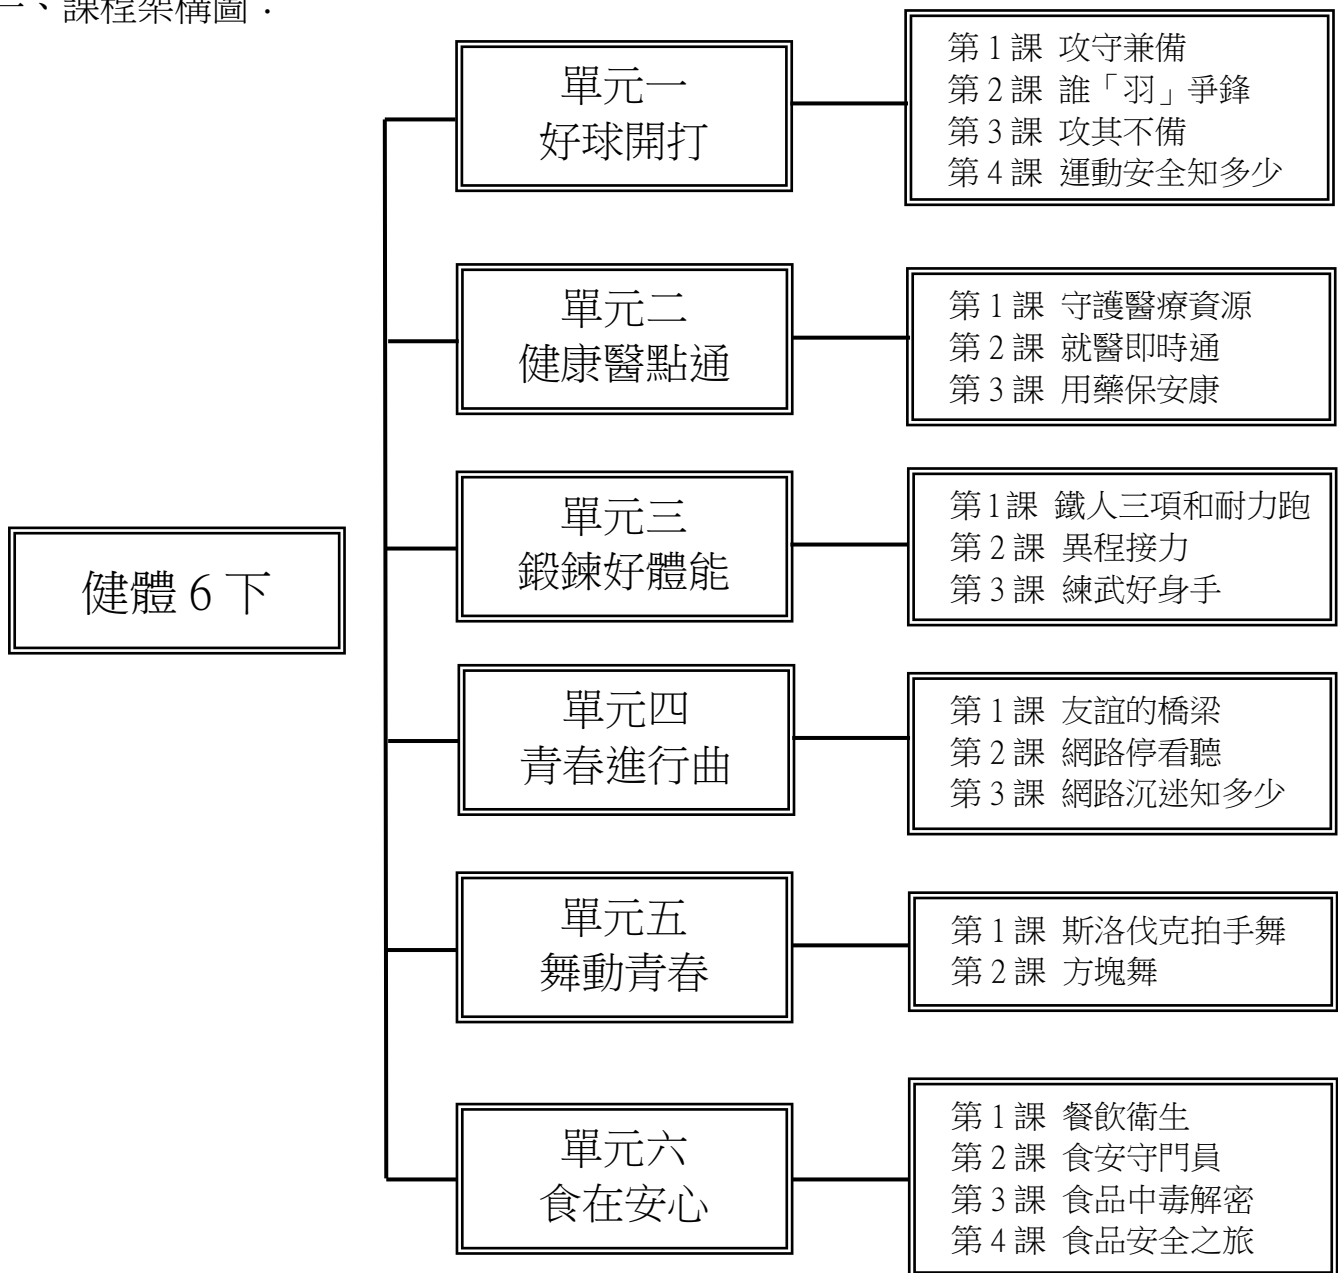 一、課程架構圖：
單元一
好球開打
第1課 攻守兼備
第2課 誰「羽」爭鋒
第3課 攻其不備
第4課 運動安全知多少
單元二
健康醫點通
第1課 守護醫療資源
第2課 就醫即時通
第3課 用藥保安康
健體6下
單元三
鍛鍊好體能
第1課 鐵人三項和耐力跑
第2課 異程接力
第3課 練武好身手
單元四
青春進行曲
第1課 友誼的橋梁
第2課 網路停看聽
第3課 網路沉迷知多少
單元五
舞動青春
第1課 斯洛伐克拍手舞
第2課 方塊舞
單元六
食在安心
第1課 餐飲衛生
第2課 食安守門員
第3課 食品中毒解密
第4課 食品安全之旅